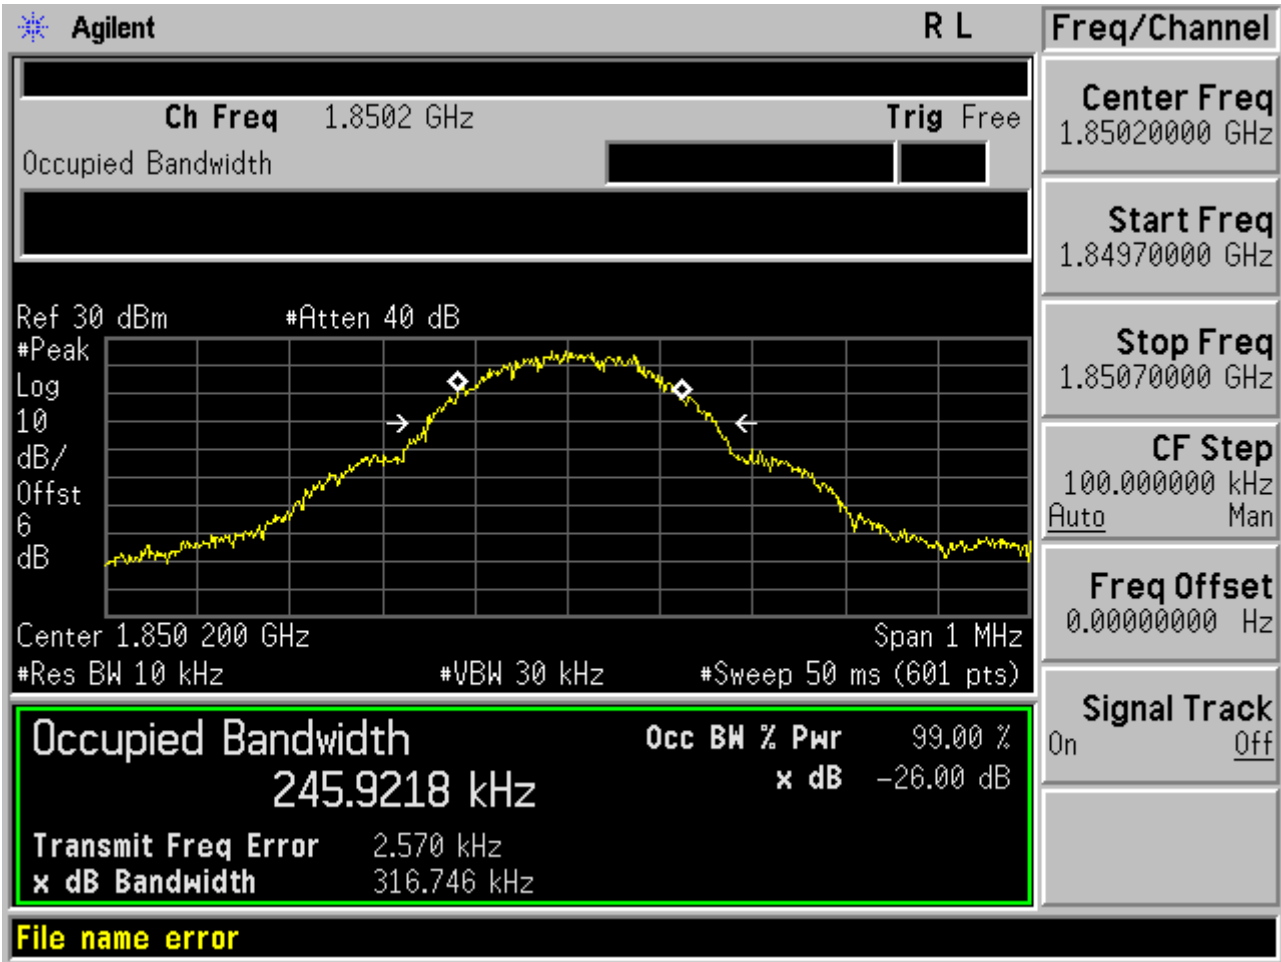 Agilent R L Freq/Channel
Ch Freq 1.8502 GHz Trig Free
Occupied Bandwidth
Center Freq
1.85020000 GHz
Start Freq
1.84970000 GHz
Stop Freq
1.85070000 GHz
CF Step
100.000000 kHz
Auto Man
Freq Offset
0.00000000 Hz
Signal Track
On Off
Ref 30 dBm #Atten 40 dB
#Peak
Log
10
dB/
Offst
6
dB
Center 1.850 200 GHz Span 1 MHz
#Res BW 10 kHz #VBW 30 kHz #Sweep 50 ms (601 pts)
Occupied Bandwidth Occ BW % Pwr 99.00 %
245.9218 kHz x dB -26.00 dB
Transmit Freq Error 2.570 kHz
x dB Bandwidth 316.746 kHz
File name error